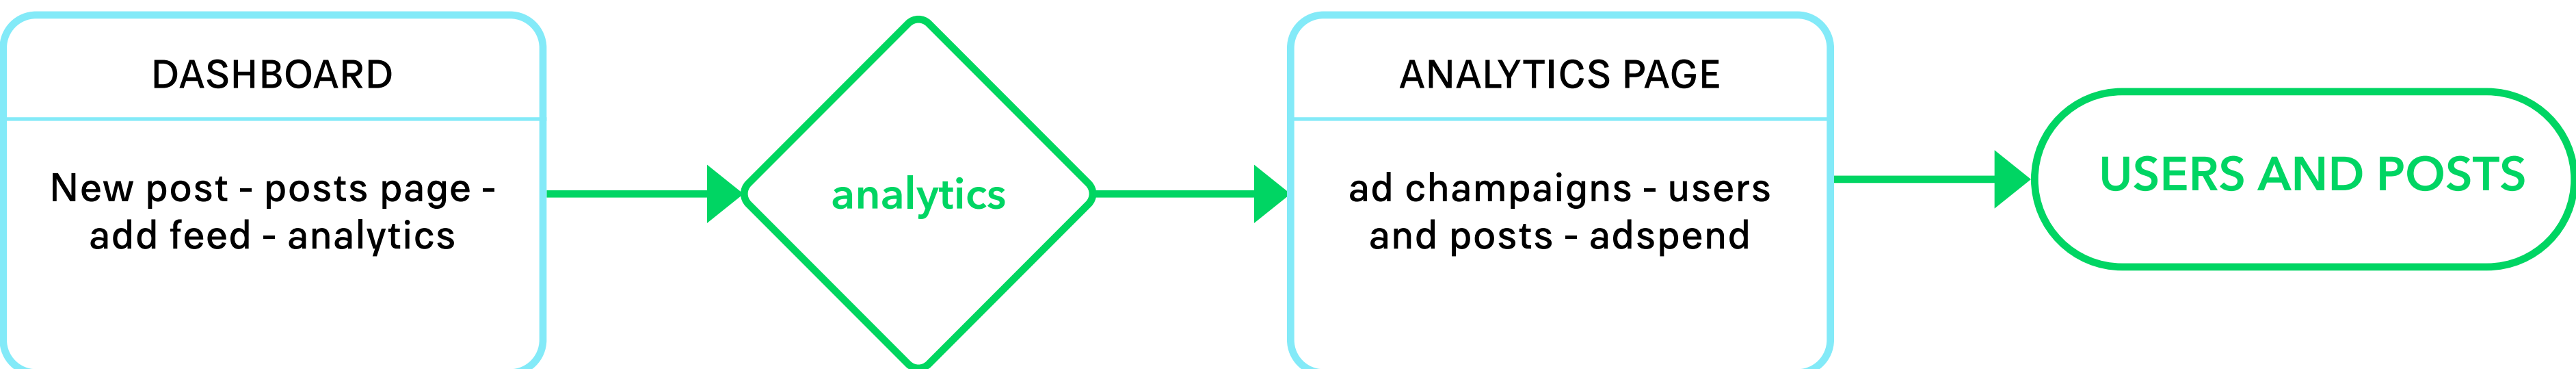 DASHBOARD
New post - posts page -
add feed - analytics
analytics
ANALYTICS PAGE
ad champaigns - users
and posts - adspend
USERS AND POSTS